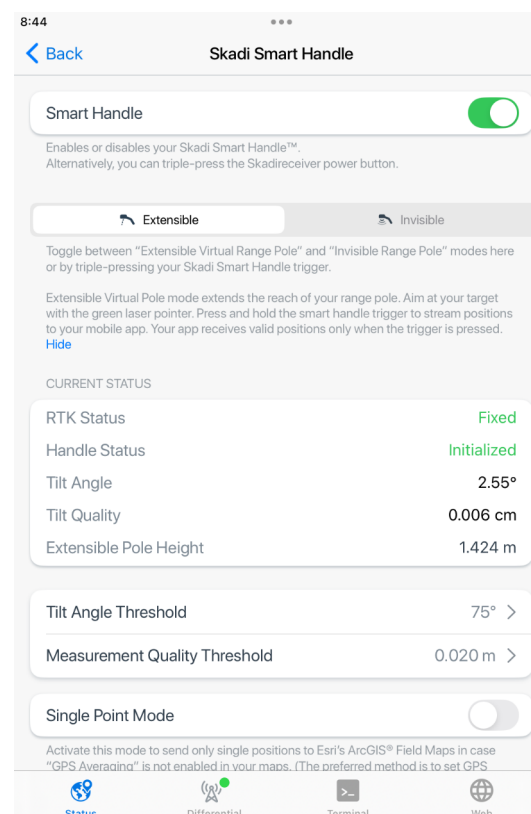 8:44
Back
Skadi Smart Handle
Smart Handle
Enables or disables your Skadi Smart Handle™.
Alternatively, you can triple-press the Skadireceiver power button.
Extensible
Invisible
Toggle between “Extensible Virtual Range Pole” and “Invisible Range Pole” modes here
or by triple-pressing your Skadi Smart Handle trigger.
Extensible Virtual Pole mode extends the reach of your range pole. Aim at your target
with the green laser pointer. Press and hold the smart handle trigger to stream positions
to your mobile app. Your app receives valid positions only when the trigger is pressed.
Hide
CURRENT STATUS
RTK Status Fixed
Handle Status Initialized
Tilt Angle 2.55°
Tilt Quality 0.006 cm
Extensible Pole Height 1.424 m
Tilt Angle Threshold 75°
Measurement Quality Threshold 0.020 m
Single Point Mode
Activate this mode to send only single positions to Esri’s ArcGIS® Field Maps in case
“GPS Averaging” is not enabled in your maps. (The preferred method is to set GPS
Status Differential Terminal Web